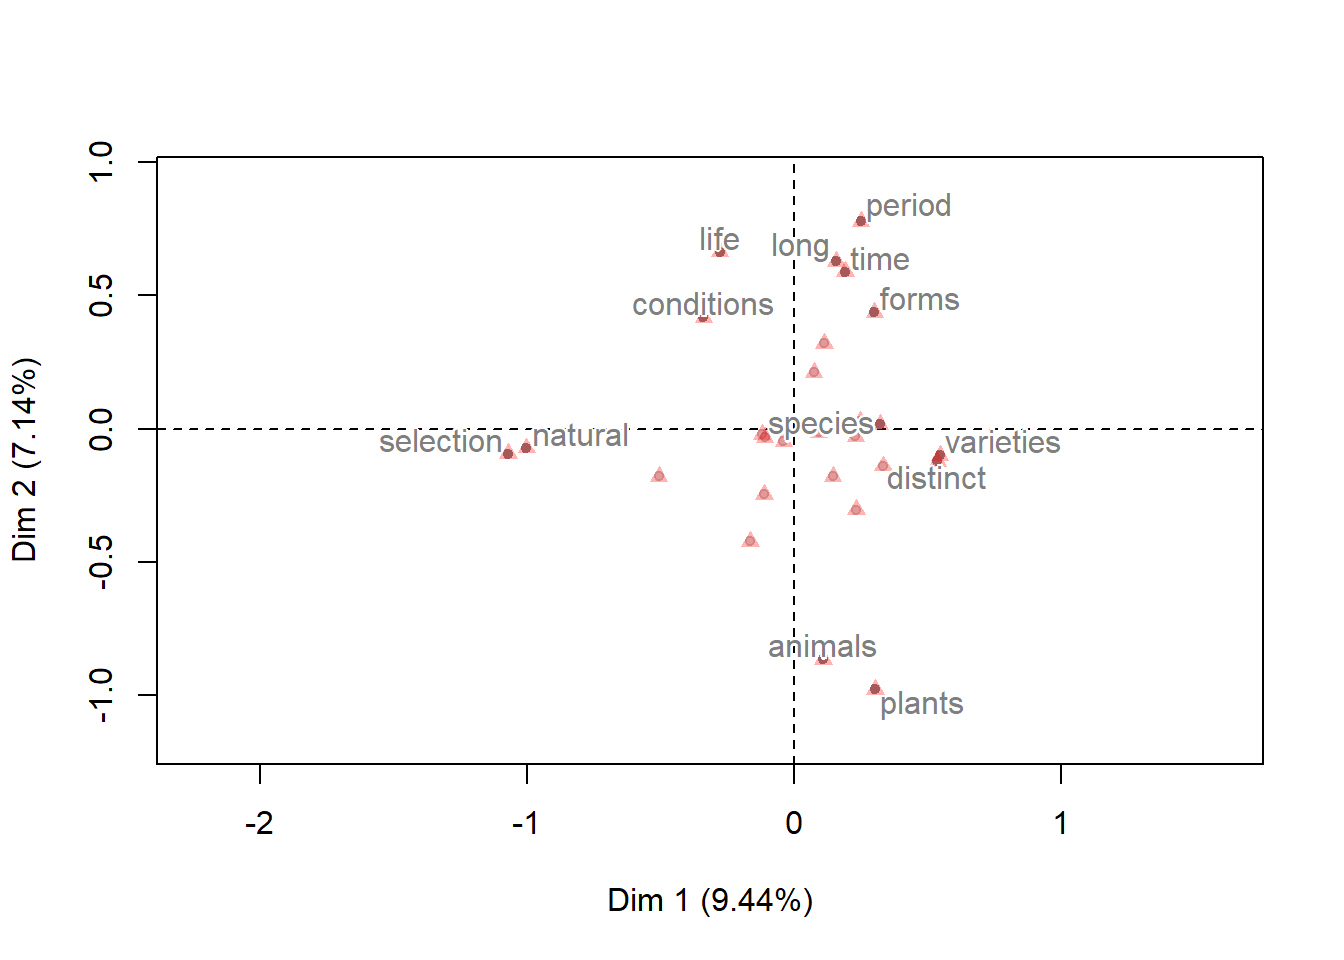 1.0
0.5
0.0
-0.5
-1.0
Dim 2 (7.14%)
period
life
long
time
conditions
forms
species
selection
natural
varieties
distinct
animals
plants
-2
-1
0
1
Dim 1 (9.44%)